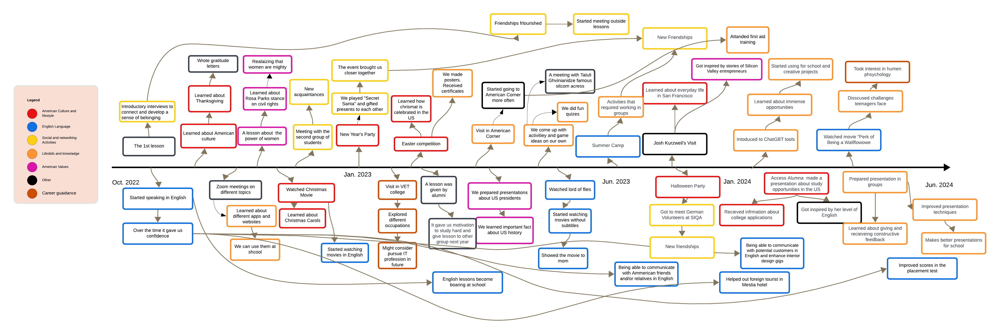 Friendships frlourished
Started meeting outside
lessons
New Friendships
Attanded first aid
training
Wrote gratitude
letters
Realaizing that
women are mighty
The event brought us
closer together
We made
posters.
Received
certificates
A meeting with Tatuli
Ghvinianidze famous
sitcom acress
Got inspired by stories of Silicon
Valley entrepreneurs
Started using for school and
creative projects
Took interest in human
phsychology
Legend
American Culture and
lifestyle
English Language
Social and networking
Activities
Lifeskils and knowladge
American Values
Other
Career guaidance
Introductory interviews to
connect and develop a
sense of belonging
Learned about
Thanksgiving
Learned about
Rosa Parks stance
on civil rights
New
acquaintances
We played "Secret
Santa" and gifted
presents to each other
Learned how
chrismat is
celebrated in the
US
Started going to
American Corner
more often
We did fun
quizes
Activities that
required working in
groups
Learned about everyday life
in San Francisco
Learned about immense
opportunities
Disscused challanges
teenagers face
The 1st lesson
Learned about American
culture
A lesson about  the
power of women
Meeting with the
second group of
students
New Year's Party
Easter competition
Visit in American
Corner
We come up with
activitiey and game
ideas on our own
Summer Camp
Josh Kurzweil's Visit
Intoduced to ChatGBT tools
Watched movie "Perk of
Being a Wallflowowe
Oct. 2022
Jan. 2023
Jun. 2023
Jan. 2024
Jun. 2024
Started speaking in English
Zoom meetings on
different topics
Watched Christmas
Movie
Visit in VET
college
A lesson was
given by
alumni
We prepared presentations
about US presidents
Watched lord of flies
Halloween Party
Access Alumna  made a
presentation about study
opportunities in the US
Prepared presentation in
groups
Over the time it gave us
confidence
Learned about
different apps and
websites
Learned about
Christmas Carols
Explored
different
occupations
It gave us motivation
to study hard and
give lesson to other
group next year
We learned important fact
about US history
Started watching
movies without
subtitles
Got to meet German
Volunteers at SIQA
Recieved infrmation about
college applications
Got inspired by her level of
English
Improved presentation
techniques
We can use them at
shcool
Started watching
movies in English
Might consider
pursue IT
profession in
future
Showed the movie to
mom
New friendships
Being able to communicate
with potential customers in
English and enhance interior
design gigs
Learned about giving and
recieveing constructive
feedback
Makes better presentations
for school
English lessons become
boaring at school
Being able to communicate
with Ammerican friends
and/or relatives in English
Helped out foreign tourist in
Mestia hotel
Improved scores in the
placement test